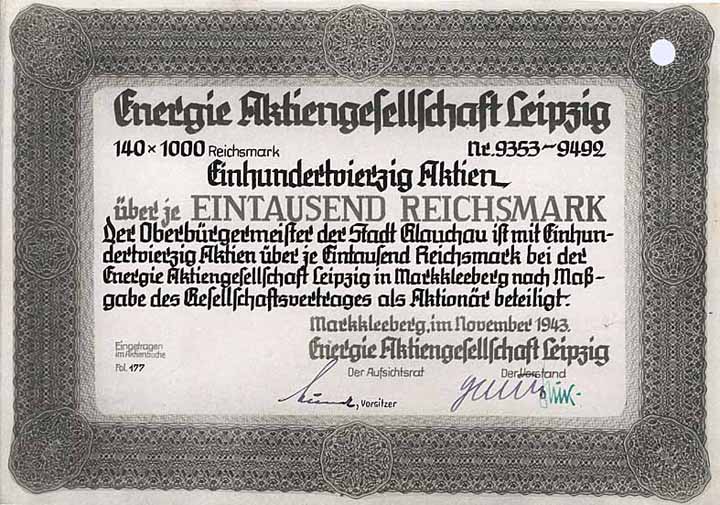 Energie Aktiengesellschaft Leipzig
140 × 1000 Reichsmark Nr. 9353–9492
Einhundertvierzig Aktien
über je EINTAUSEND REICHSMARK
Der Oberbürgermeister der Stadt Glauchau ist mit Einhun-
dertvierzig Aktien über je Eintausend Reichsmark bei der
Energie Aktiengesellschaft Leipzig in Markkleeberg nach Maß-
gabe des Gesellschaftsvertrages als Aktionär beteiligt.
Markkleeberg, im November 1943.
Energie Aktiengesellschaft Leipzig
Eingetragen
im Aktienbuche
Fol. 177
Der Aufsichtsrat Der Vorstand
, Vorsitzer